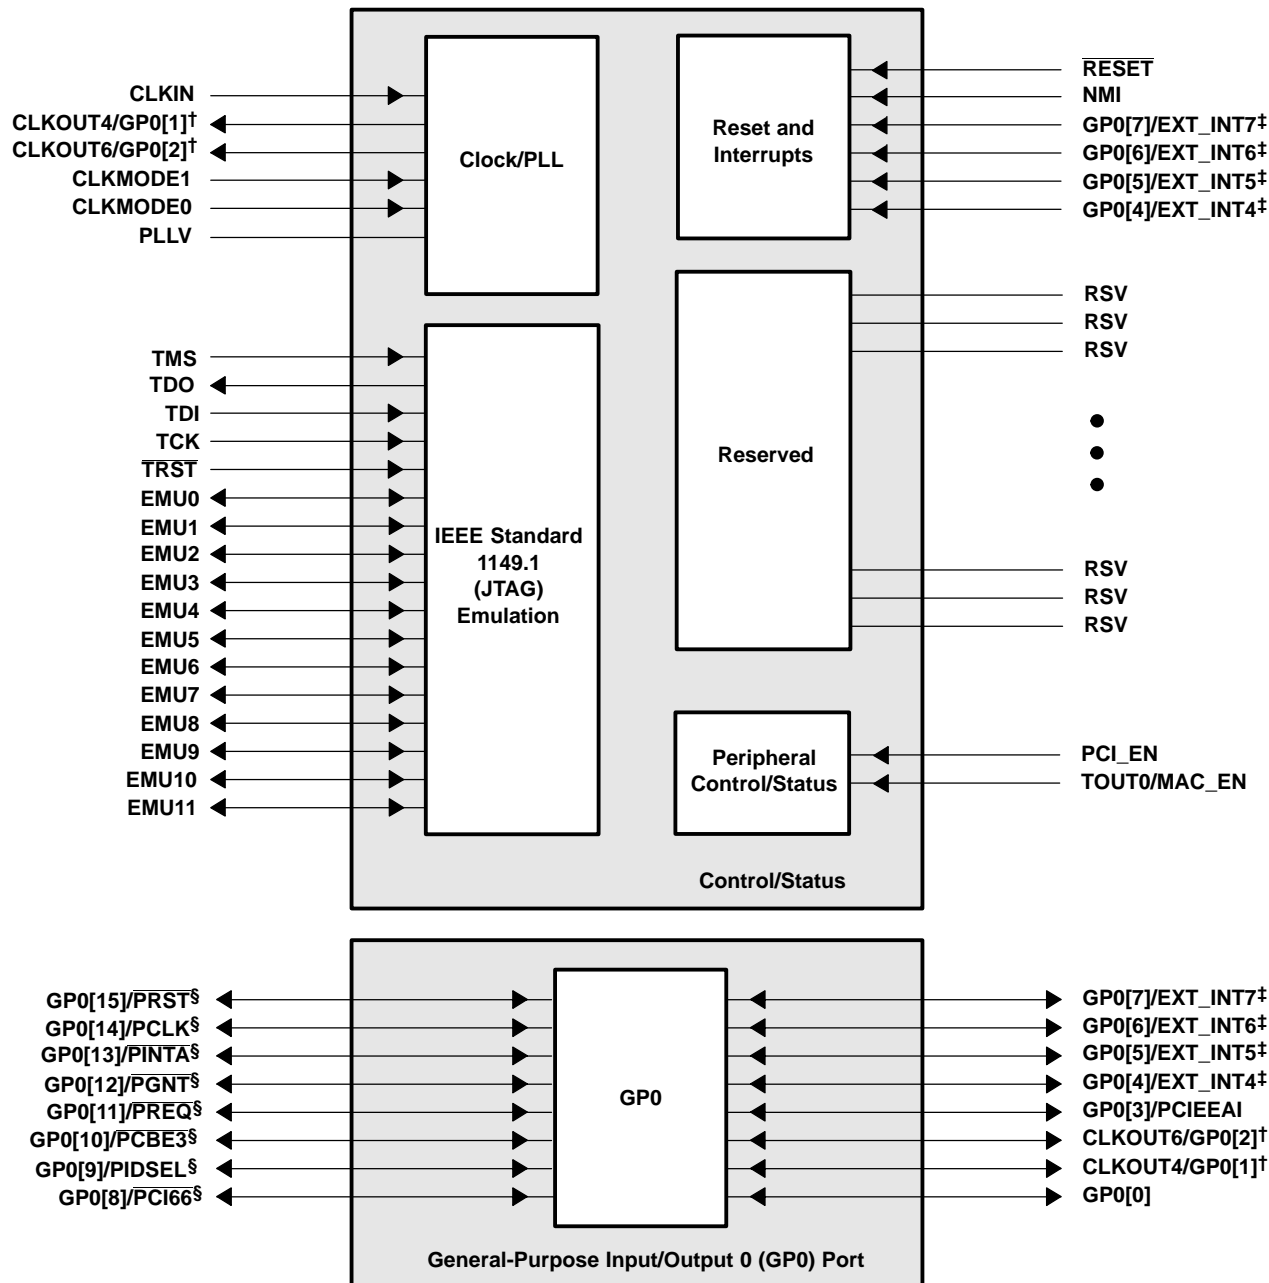 CLKIN
CLKOUT4/GP0[1]†
CLKOUT6/GP0[2]†
CLKMODE1
CLKMODE0
PLLV
Clock/PLL
Reset and
Interrupts
RESET
NMI
GP0[7]/EXT_INT7‡
GP0[6]/EXT_INT6‡
GP0[5]/EXT_INT5‡
GP0[4]/EXT_INT4‡
TMS
TDO
TDI
TCK
TRST
EMU0
EMU1
EMU2
EMU3
EMU4
EMU5
EMU6
EMU7
EMU8
EMU9
EMU10
EMU11
IEEE Standard
1149.1
(JTAG)
Emulation
Reserved
RSV
RSV
RSV
RSV
RSV
RSV
Peripheral
Control/Status
PCI_EN
TOUT0/MAC_EN
Control/Status
GP0[15]/PRST§
GP0[14]/PCLK§
GP0[13]/PINTA§
GP0[12]/PGNT§
GP0[11]/PREQ§
GP0[10]/PCBE3§
GP0[9]/PIDSEL§
GP0[8]/PCI66§
GP0
GP0[7]/EXT_INT7‡
GP0[6]/EXT_INT6‡
GP0[5]/EXT_INT5‡
GP0[4]/EXT_INT4‡
GP0[3]/PCIEEAI
CLKOUT6/GP0[2]†
CLKOUT4/GP0[1]†
GP0[0]
General-Purpose Input/Output 0 (GP0) Port